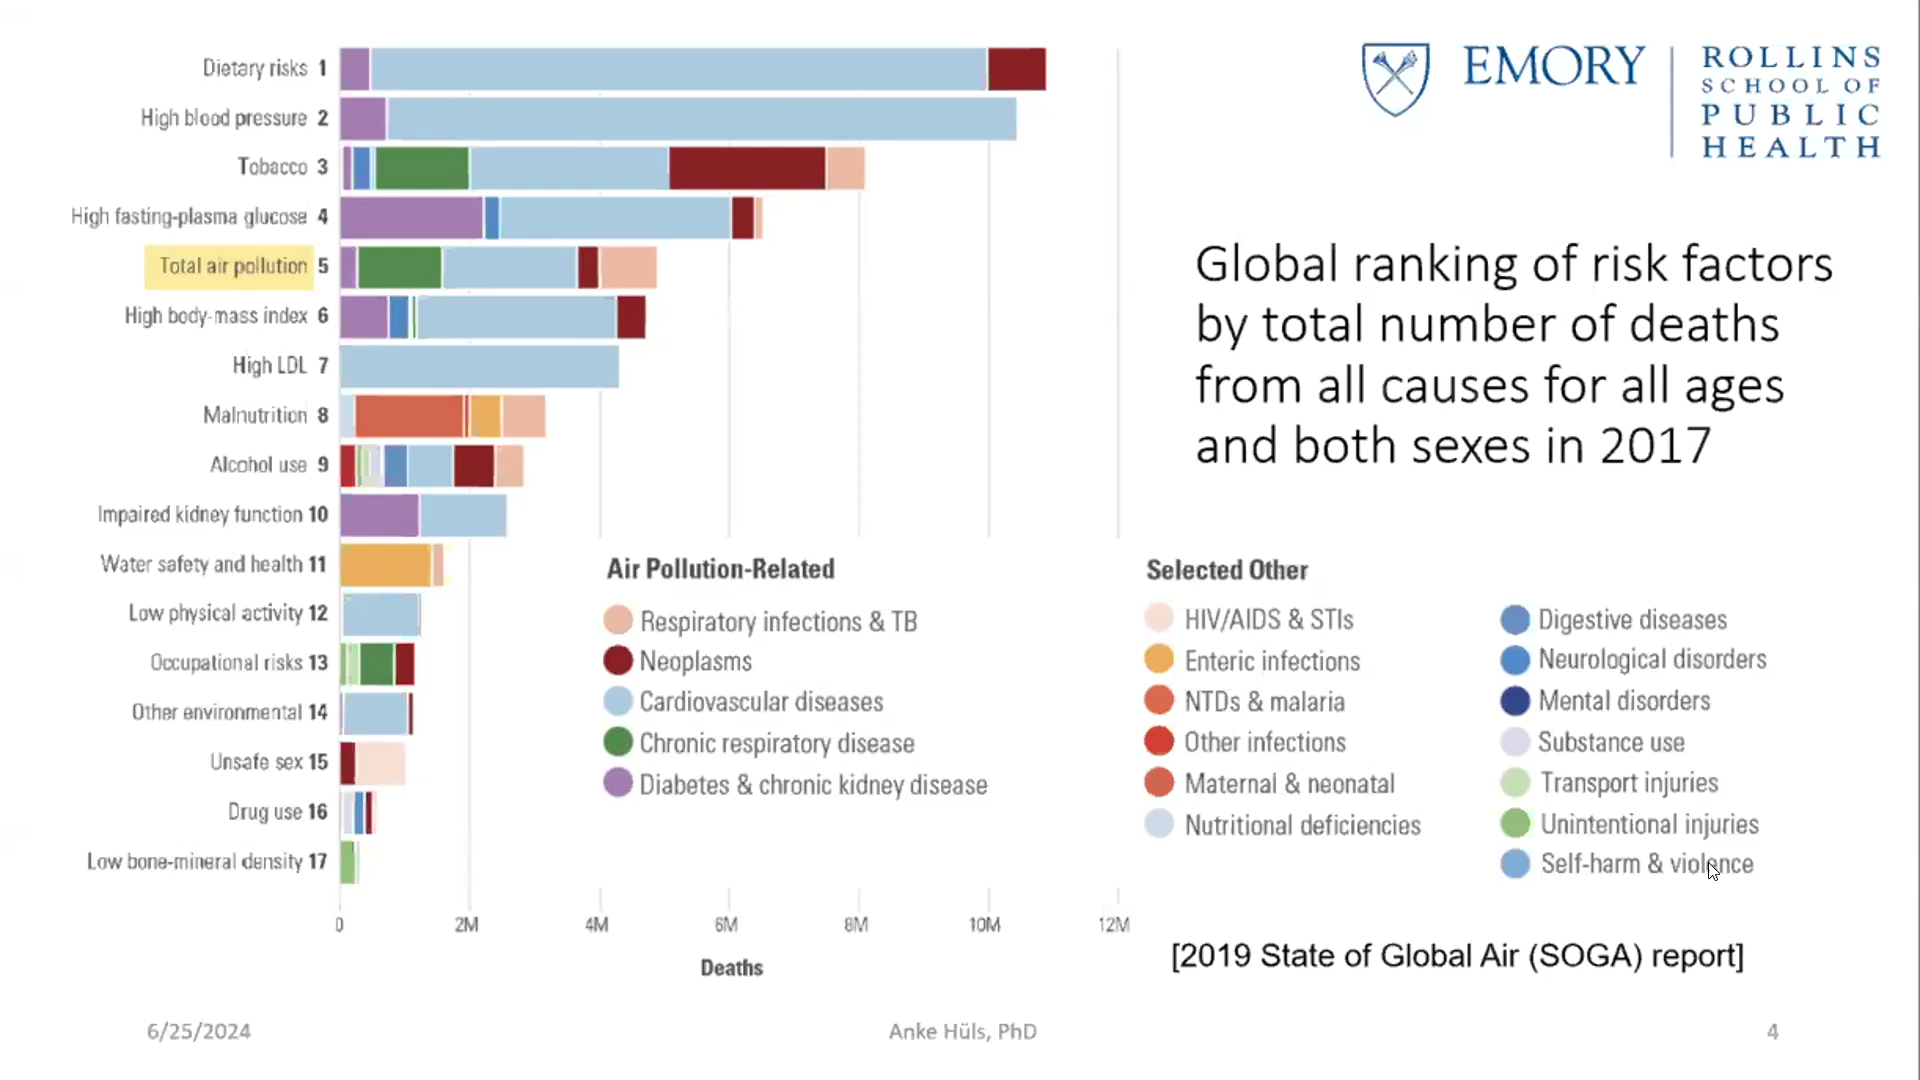 EMORY
ROLLINS
SCHOOL OF
PUBLIC
HEALTH
Dietary risks 1
High blood pressure 2
Tobacco 3
High fasting-plasma glucose 4
Total air pollution 5
High body-mass index 6
High LDL 7
Malnutrition 8
Alcohol use 9
Impaired kidney function 10
Water safety and health 11
Low physical activity 12
Occupational risks 13
Other environmental 14
Unsafe sex 15
Drug use 16
Low bone-mineral density 17
0 2M 4M 6M 8M 10M 12M
Deaths
Global ranking of risk factors
by total number of deaths
from all causes for all ages
and both sexes in 2017
Air Pollution-Related
Respiratory infections & TB
Neoplasms
Cardiovascular diseases
Chronic respiratory disease
Diabetes & chronic kidney disease
Selected Other
HIV/AIDS & STIs
Enteric infections
NTDs & malaria
Other infections
Maternal & neonatal
Nutritional deficiencies
Digestive diseases
Neurological disorders
Mental disorders
Substance use
Transport injuries
Unintentional injuries
Self-harm & violence
[2019 State of Global Air (SOGA) report]
6/25/2024
Anke Hüls, PhD
4